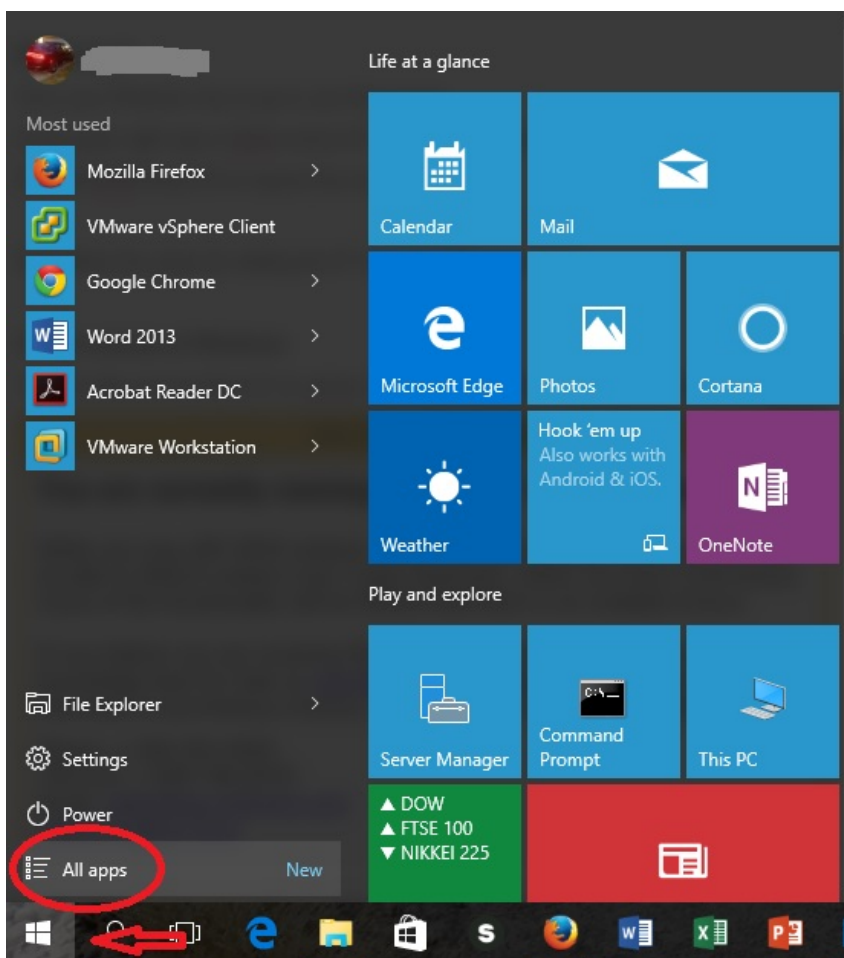 Life at a glance
Most used
Mozilla Firefox
VMware vSphere Client
Google Chrome
Word 2013
Acrobat Reader DC
VMware Workstation
File Explorer
Settings
Power
All apps
New
Calendar
Mail
Microsoft Edge
Photos
Cortana
Weather
Hook 'em up
Also works with
Android & iOS.
OneNote
Play and explore
Server Manager
Command
Prompt
This PC
▲ DOW
▲ FTSE 100
▼ NIKKEI 225